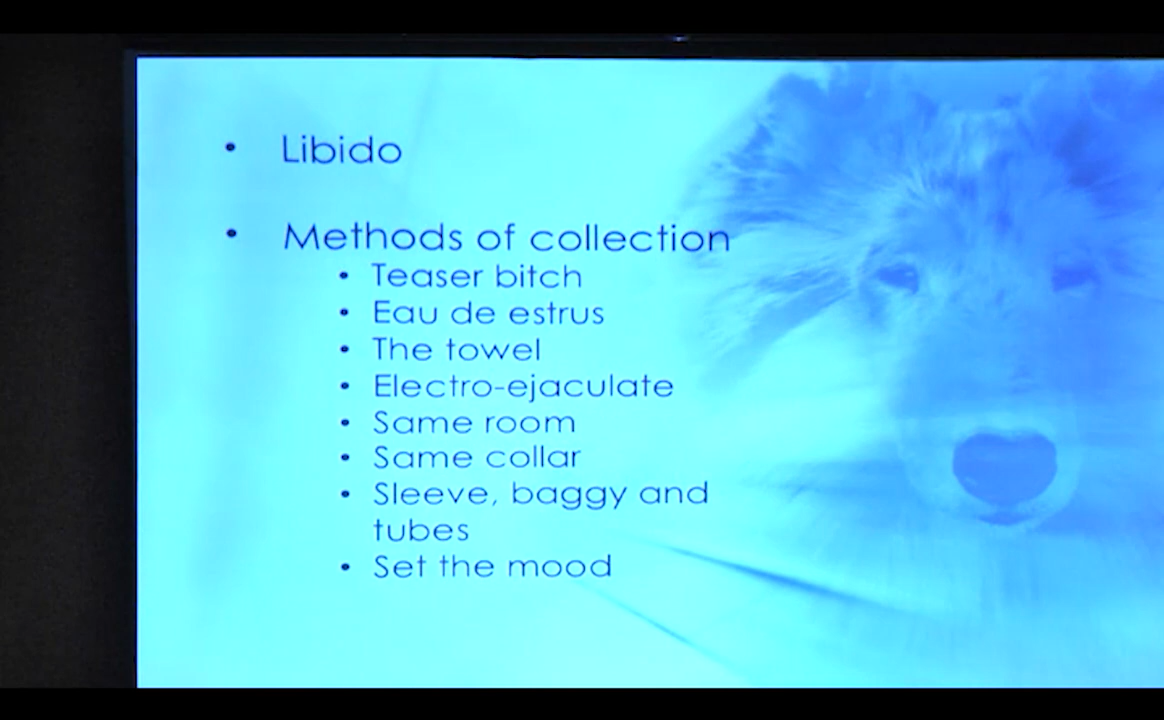 • Libido
• Methods of collection
• Teaser bitch
• Eau de estrus
• The towel
• Electro-ejaculate
• Same room
• Same collar
• Sleeve, baggy and
tubes
• Set the mood